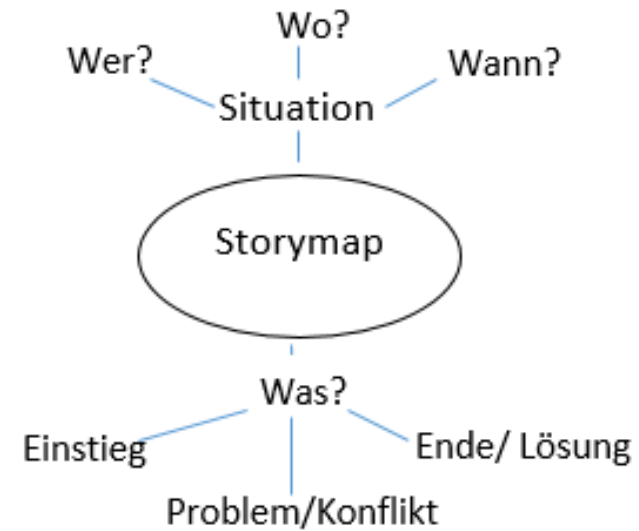 Wo?
Wer?
Wann?
Situation
Storymap
Was?
Einstieg
Ende/ Lösung
Problem/Konflikt